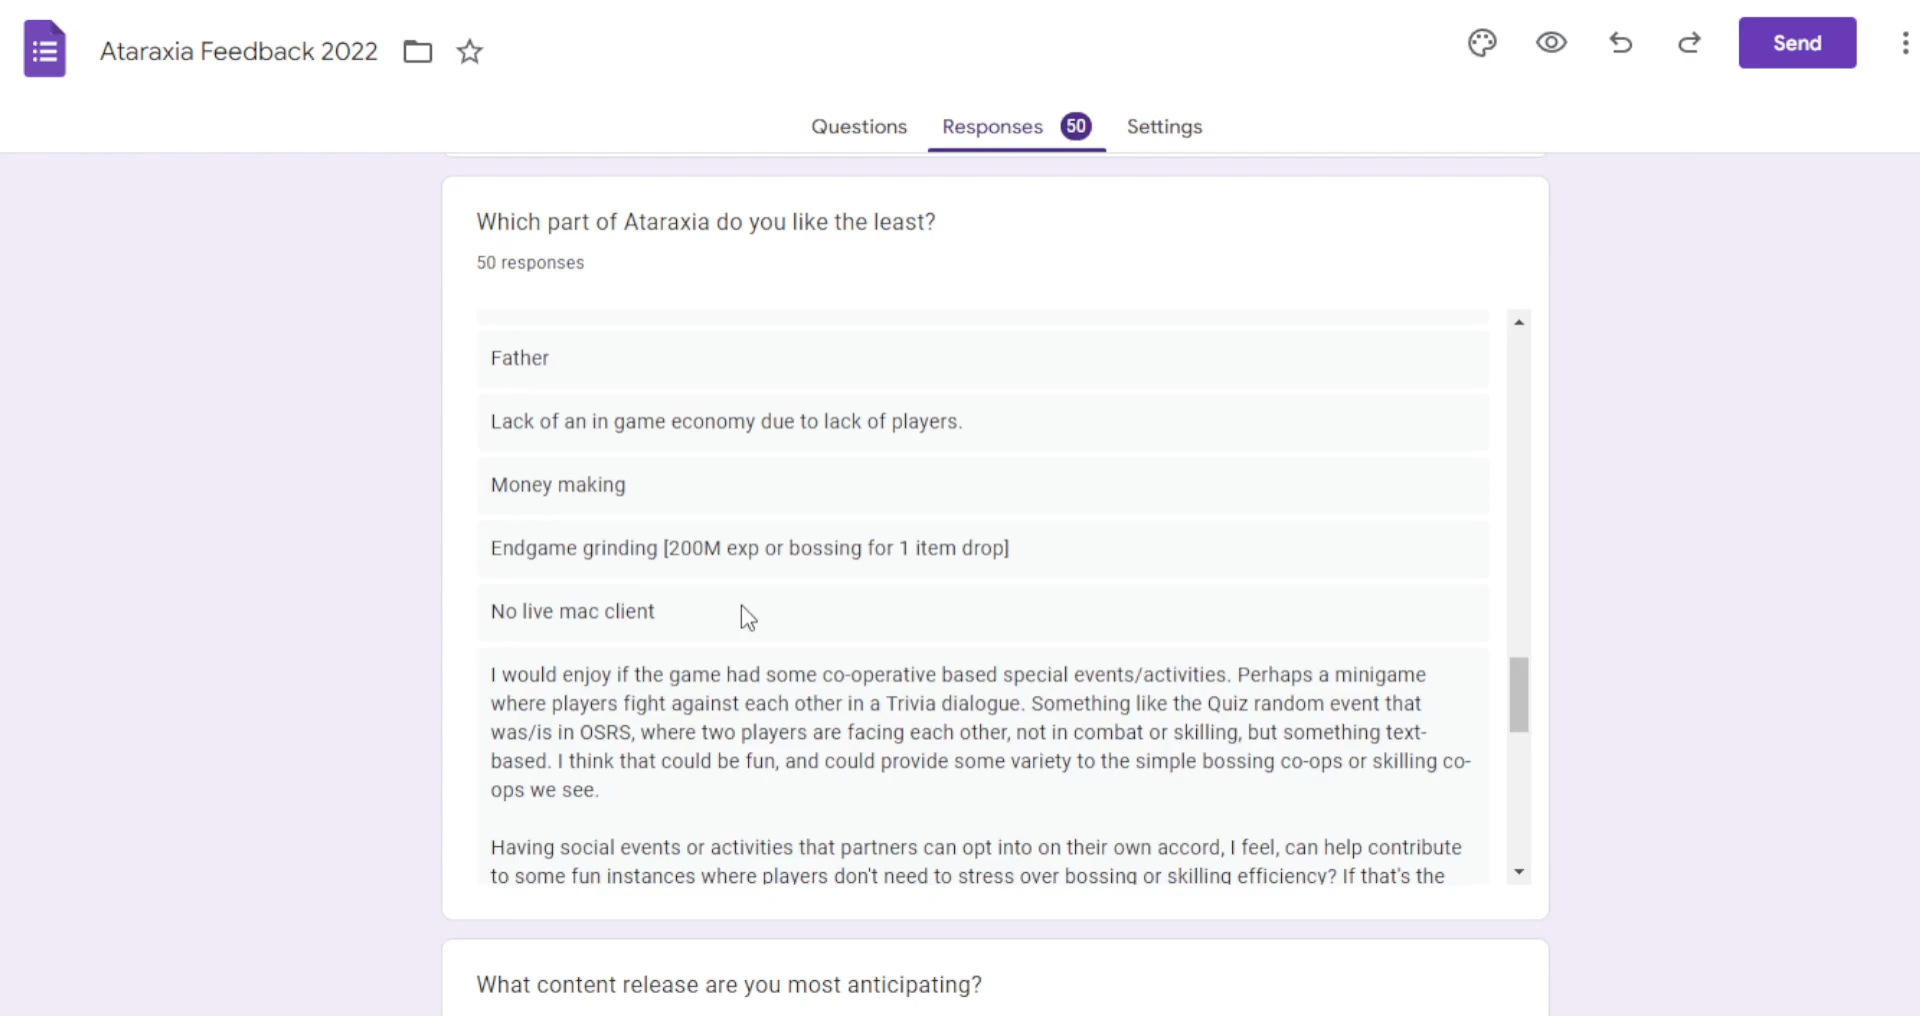 Ataraxia Feedback 2022
Send
Questions
Responses 50
Settings
Which part of Ataraxia do you like the least?
50 responses
Father
Lack of an in game economy due to lack of players.
Money making
Endgame grinding [200M exp or bossing for 1 item drop]
No live mac client
I would enjoy if the game had some co-operative based special events/activities. Perhaps a minigame
where players fight against each other in a Trivia dialogue. Something like the Quiz random event that
was/is in OSRS, where two players are facing each other, not in combat or skilling, but something text-
based. I think that could be fun, and could provide some variety to the simple bossing co-ops or skilling co-
ops we see.
Having social events or activities that partners can opt into on their own accord, I feel, can help contribute
to some fun instances where players don't need to stress over bossing or skilling efficiency? If that's the
What content release are you most anticipating?